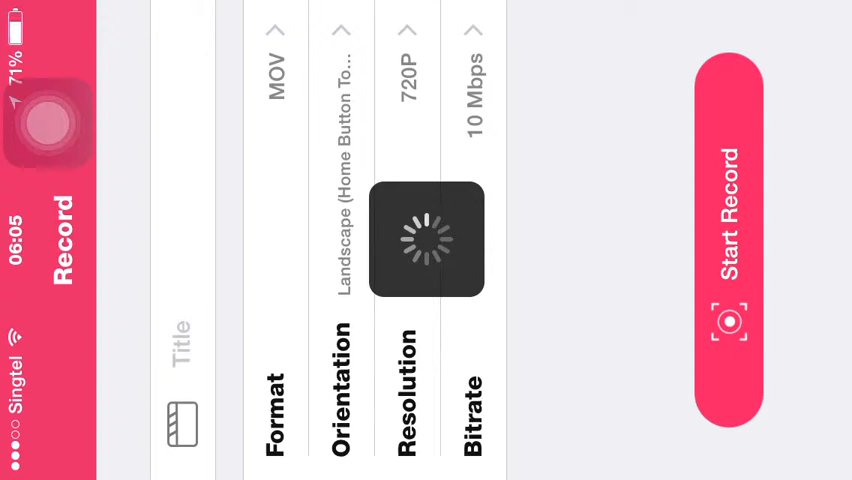 Singtel 06:05 71%
Record
Title
Format MOV
Orientation Landscape (Home Button To...
Resolution 720P
Bitrate 10 Mbps
Start Record